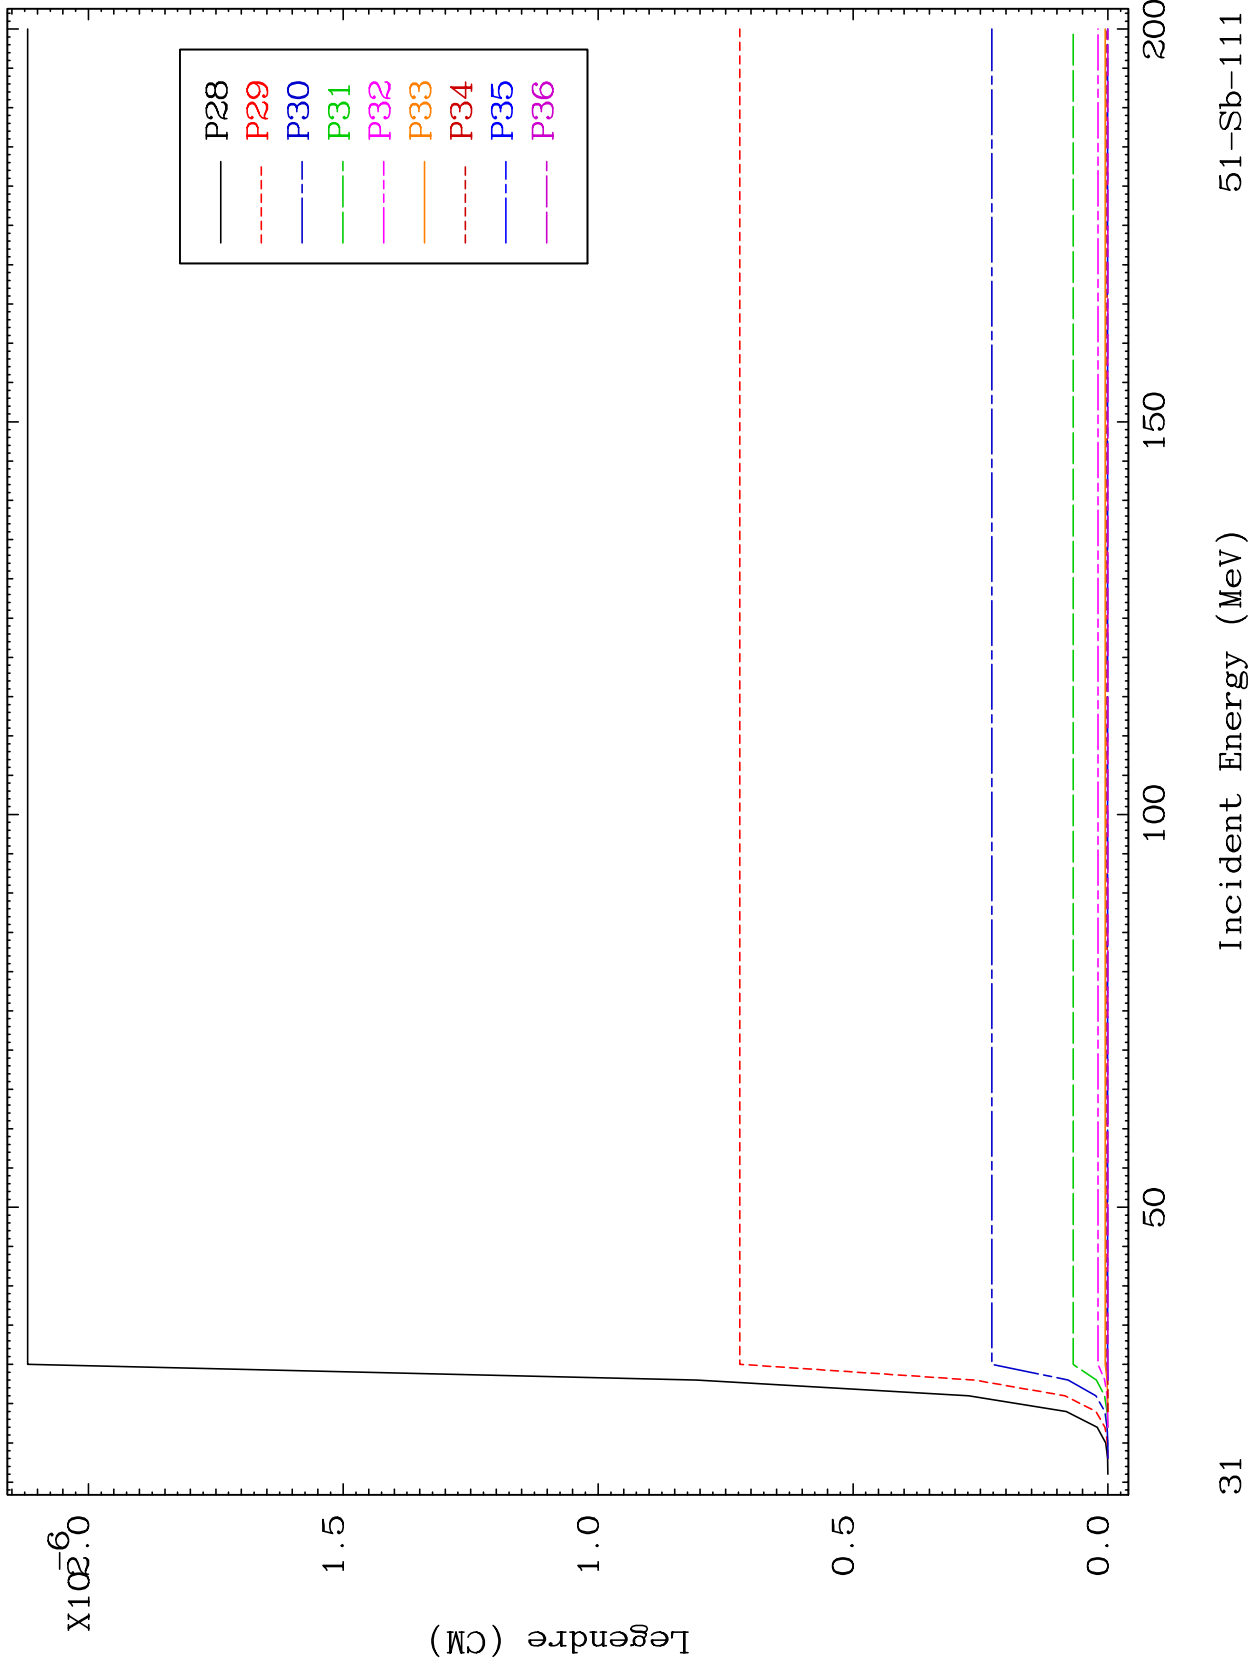 X10-6
2.0
1.5
1.0
0.5
0.0
Legendre (CM)
P28
P29
P30
P31
P32
P33
P34
P35
P36
50
100
150
200
Incident Energy (MeV)
31
51-Sb-111